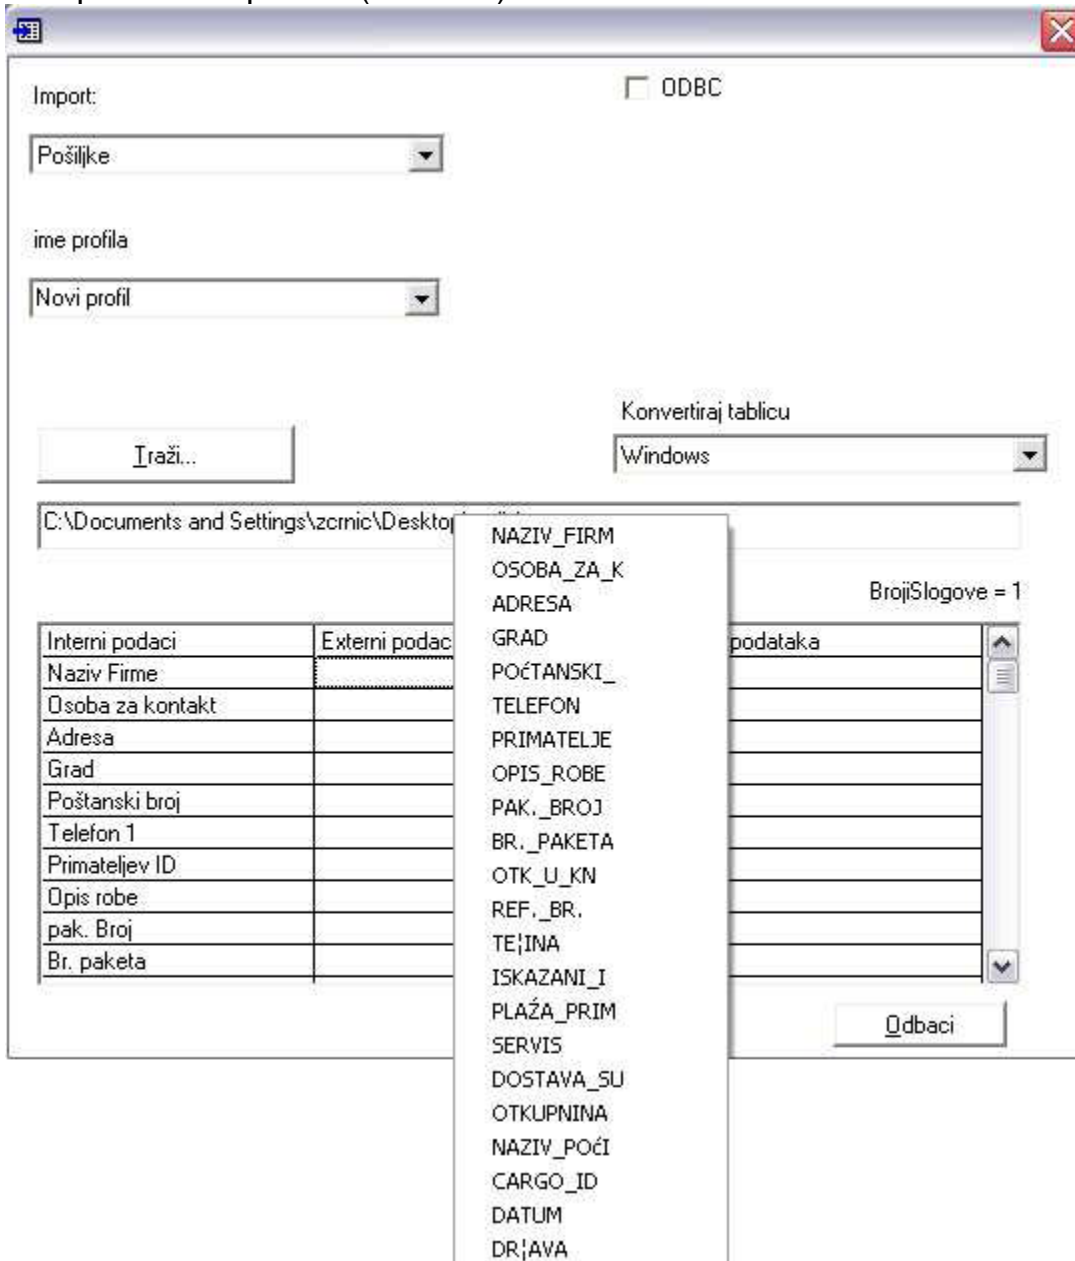 Import:
ODBC
Pošiljke
ime profila
Novi profil
Konvertiraj tablicu
Traži...
Windows
C:\Documents and Settings\zcrnic\Desktop
BrojiSlogove = 1
Interni podaci Externi podac podataka
Naziv Firme
Osoba za kontakt
Adresa
Grad
Poštanski broj
Telefon 1
Primateljev ID
Opis robe
pak. Broj
Br. paketa
NAZIV_FIRM
OSOBA_ZA_K
ADRESA
GRAD
POćTANSKI_
TELEFON
PRIMATELJE
OPIS_ROBE
PAK._BROJ
BR._PAKETA
OTK_U_KN
REF._BR.
TE¦INA
ISKAZANI_I
PLAŹA_PRIM
SERVIS
DOSTAVA_SU
OTKUPNINA
NAZIV_POćI
CARGO_ID
DATUM
DR¦AVA
Odbaci